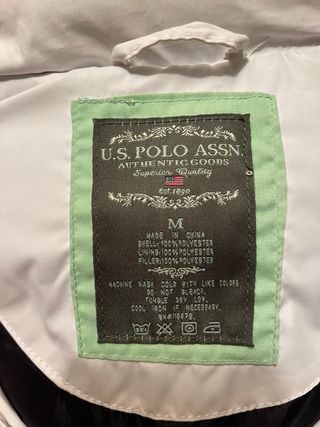 U.S. POLO ASSN.
AUTHENTIC GOODS
Superior Quality
Est. 1890
M
MADE IN CHINA
SHELL: 100% POLYESTER
LINING: 100% POLYESTER
FILLER: 100% POLYESTER
MACHINE WASH COLD WITH LIKE COLORS.
DO NOT BLEACH.
TUMBLE DRY LOW.
COOL IRON IF NECESSARY.